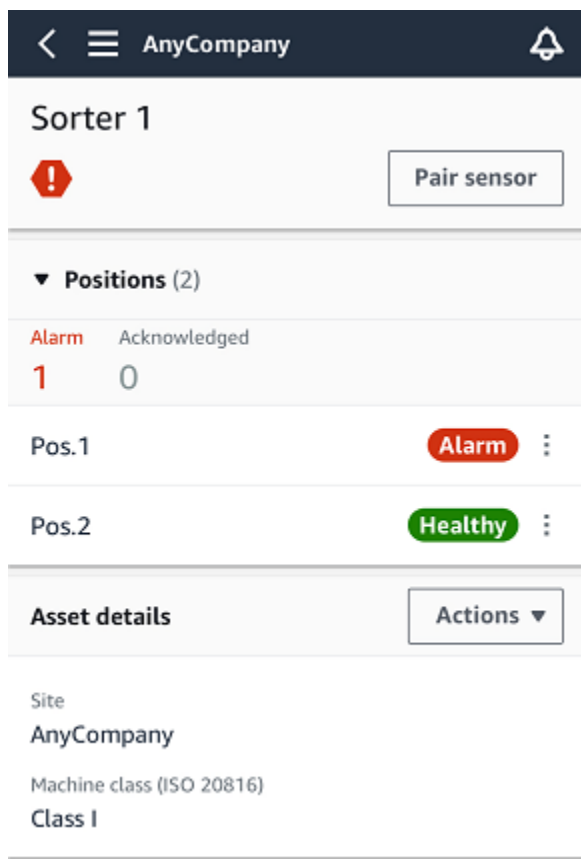 AnyCompany
Sorter 1
Pair sensor
Positions (2)
Alarm Acknowledged
1 0
Pos.1 Alarm
Pos.2 Healthy
Asset details Actions
Site
AnyCompany
Machine class (ISO 20816)
Class I